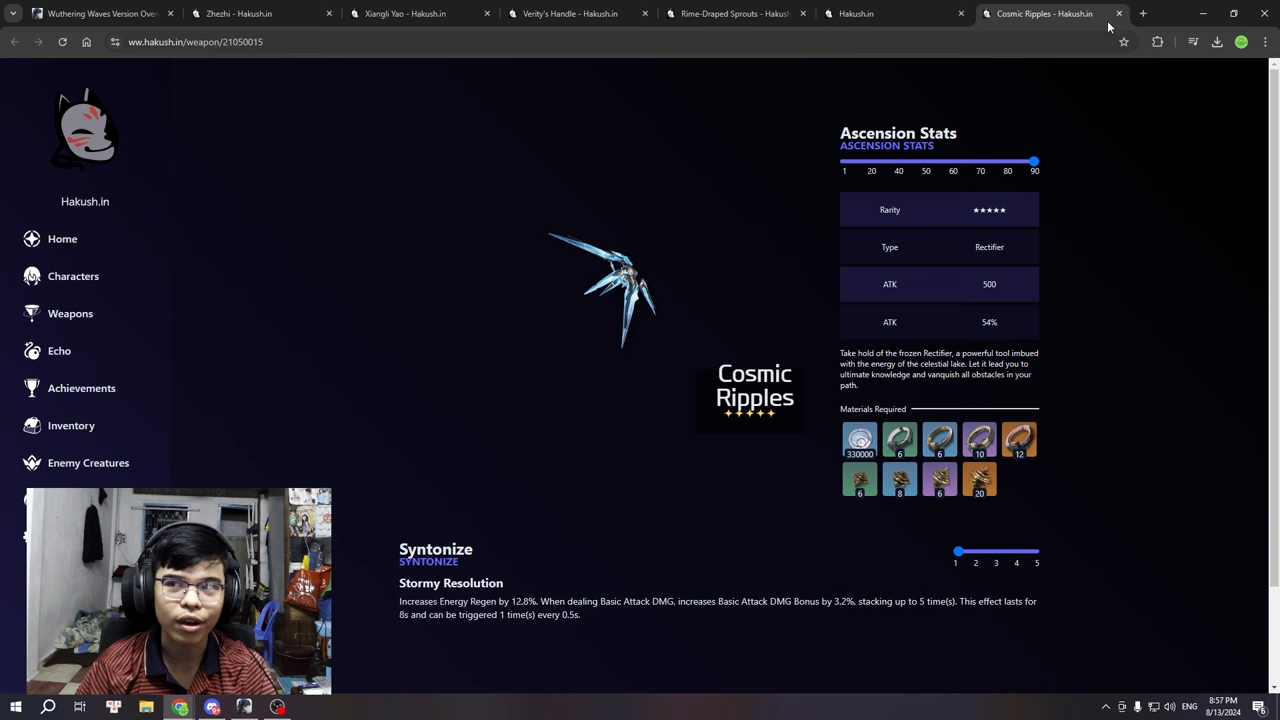 Wuthering Waves Version Over
Zhezhi - Hakush.in
Xiangli Yao - Hakush.in
Verity's Handle - Hakush.in
Rime-Draped Sprouts - Hakush
Hakush.in
Cosmic Ripples - Hakush.in
ww.hakush.in/weapon/21050015
Hakush.in
Home
Characters
Weapons
Echo
Achievements
Inventory
Enemy Creatures
Cosmic
Ripples
Ascension Stats
ASCENSION STATS
1 20 40 50 60 70 80 90
Rarity ★★★★★
Type Rectifier
ATK 500
ATK 54%
Take hold of the frozen Rectifier, a powerful tool imbued
with the energy of the celestial lake. Let it lead you to
ultimate knowledge and vanquish all obstacles in your
path.
Materials Required
330000 6 6 10 12
6 8 6 20
Syntonize
SYNTONIZE
1 2 3 4 5
Stormy Resolution
Increases Energy Regen by 12.8%. When dealing Basic Attack DMG, increases Basic Attack DMG Bonus by 3.2%, stacking up to 5 time(s). This effect lasts for
8s and can be triggered 1 time(s) every 0.5s.
ENG
8:57 PM
8/13/2024
6